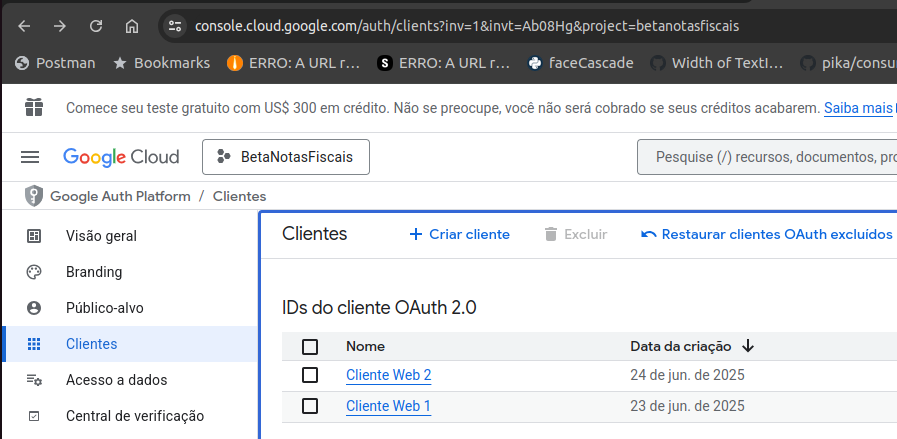 console.cloud.google.com/auth/clients?inv=1&invt=Ab08Hg&project=betanotasfiscais
Postman Bookmarks ERRO: A URL r... ERRO: A URL r... faceCascade Width of TextI... pika/consu
Comece seu teste gratuito com US$ 300 em crédito. Não se preocupe, você não será cobrado se seus créditos acabarem. Saiba mais
Google Cloud BetaNotasFiscais Pesquise (/) recursos, documentos, pro
Google Auth Platform / Clientes
Visão geral
Branding
Público-alvo
Clientes
Acesso a dados
Central de verificação
Clientes + Criar cliente Excluir Restaurar clientes OAuth excluídos
IDs do cliente OAuth 2.0
Nome Data da criação
Cliente Web 2 24 de jun. de 2025
Cliente Web 1 23 de jun. de 2025